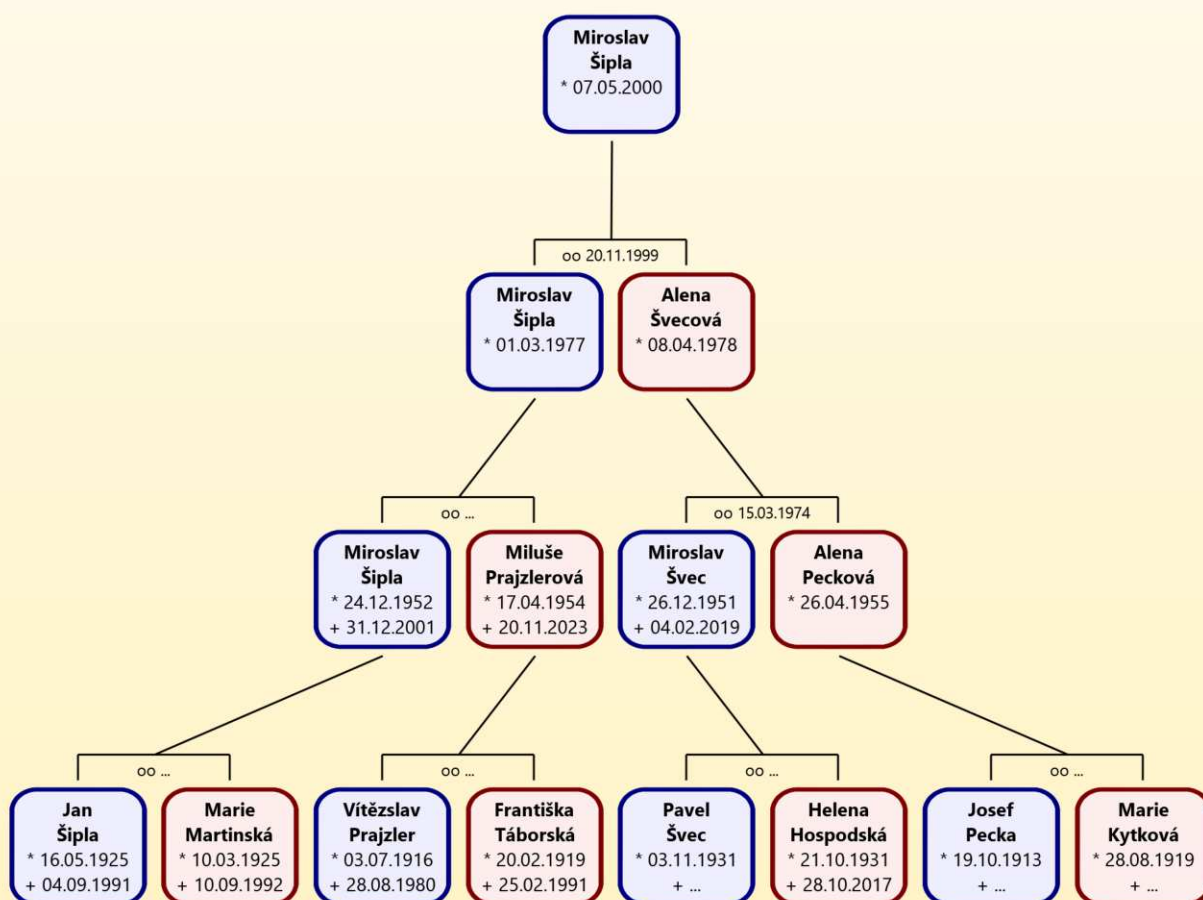 Miroslav
Šipla
* 07.05.2000
oo 20.11.1999
Miroslav
Šipla
* 01.03.1977
Alena
Švecová
* 08.04.1978
oo ...
oo 15.03.1974
Miroslav
Šipla
* 24.12.1952
+ 31.12.2001
Miluše
Prajzlerová
* 17.04.1954
+ 20.11.2023
Miroslav
Švec
* 26.12.1951
+ 04.02.2019
Alena
Pecková
* 26.04.1955
oo ...
oo ...
oo ...
oo ...
Jan
Šipla
* 16.05.1925
+ 04.09.1991
Marie
Martinská
* 10.03.1925
+ 10.09.1992
Vítězslav
Prajzler
* 03.07.1916
+ 28.08.1980
Františka
Táborská
* 20.02.1919
+ 25.02.1991
Pavel
Švec
* 03.11.1931
+ ...
Helena
Hospodská
* 21.10.1931
+ 28.10.2017
Josef
Pecka
* 19.10.1913
+ ...
Marie
Kytková
* 28.08.1919
+ ...